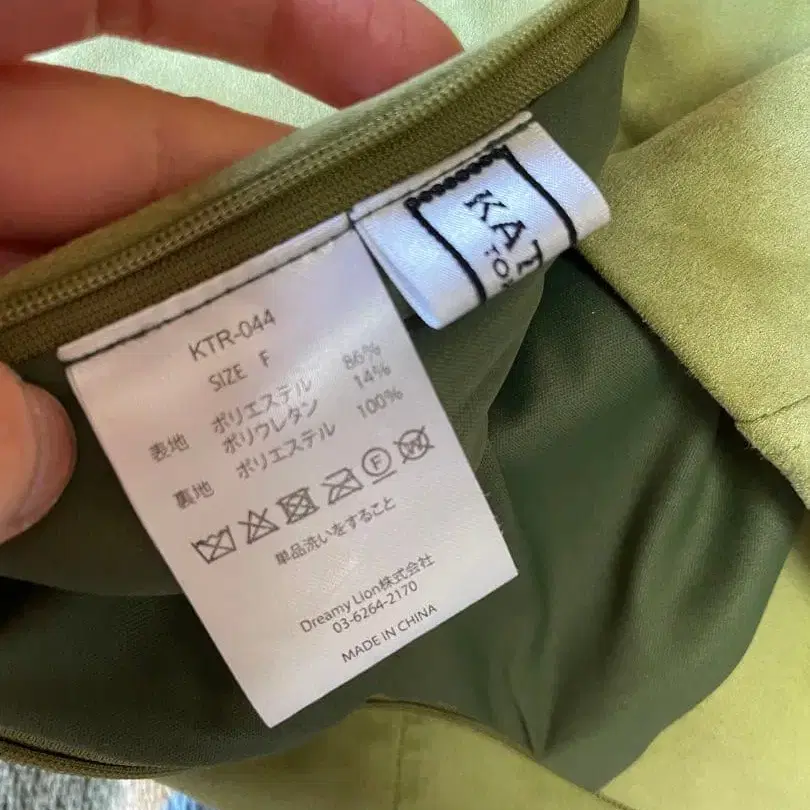 KTR-044
SIZE F
表地 ポリエステル 86%
ポリウレタン 14%
裏地 ポリエステル 100%
F
W
単品洗いをすること
Dreamy Lion株式会社
03-6264-2170
MADE IN CHINA
KAT
TO